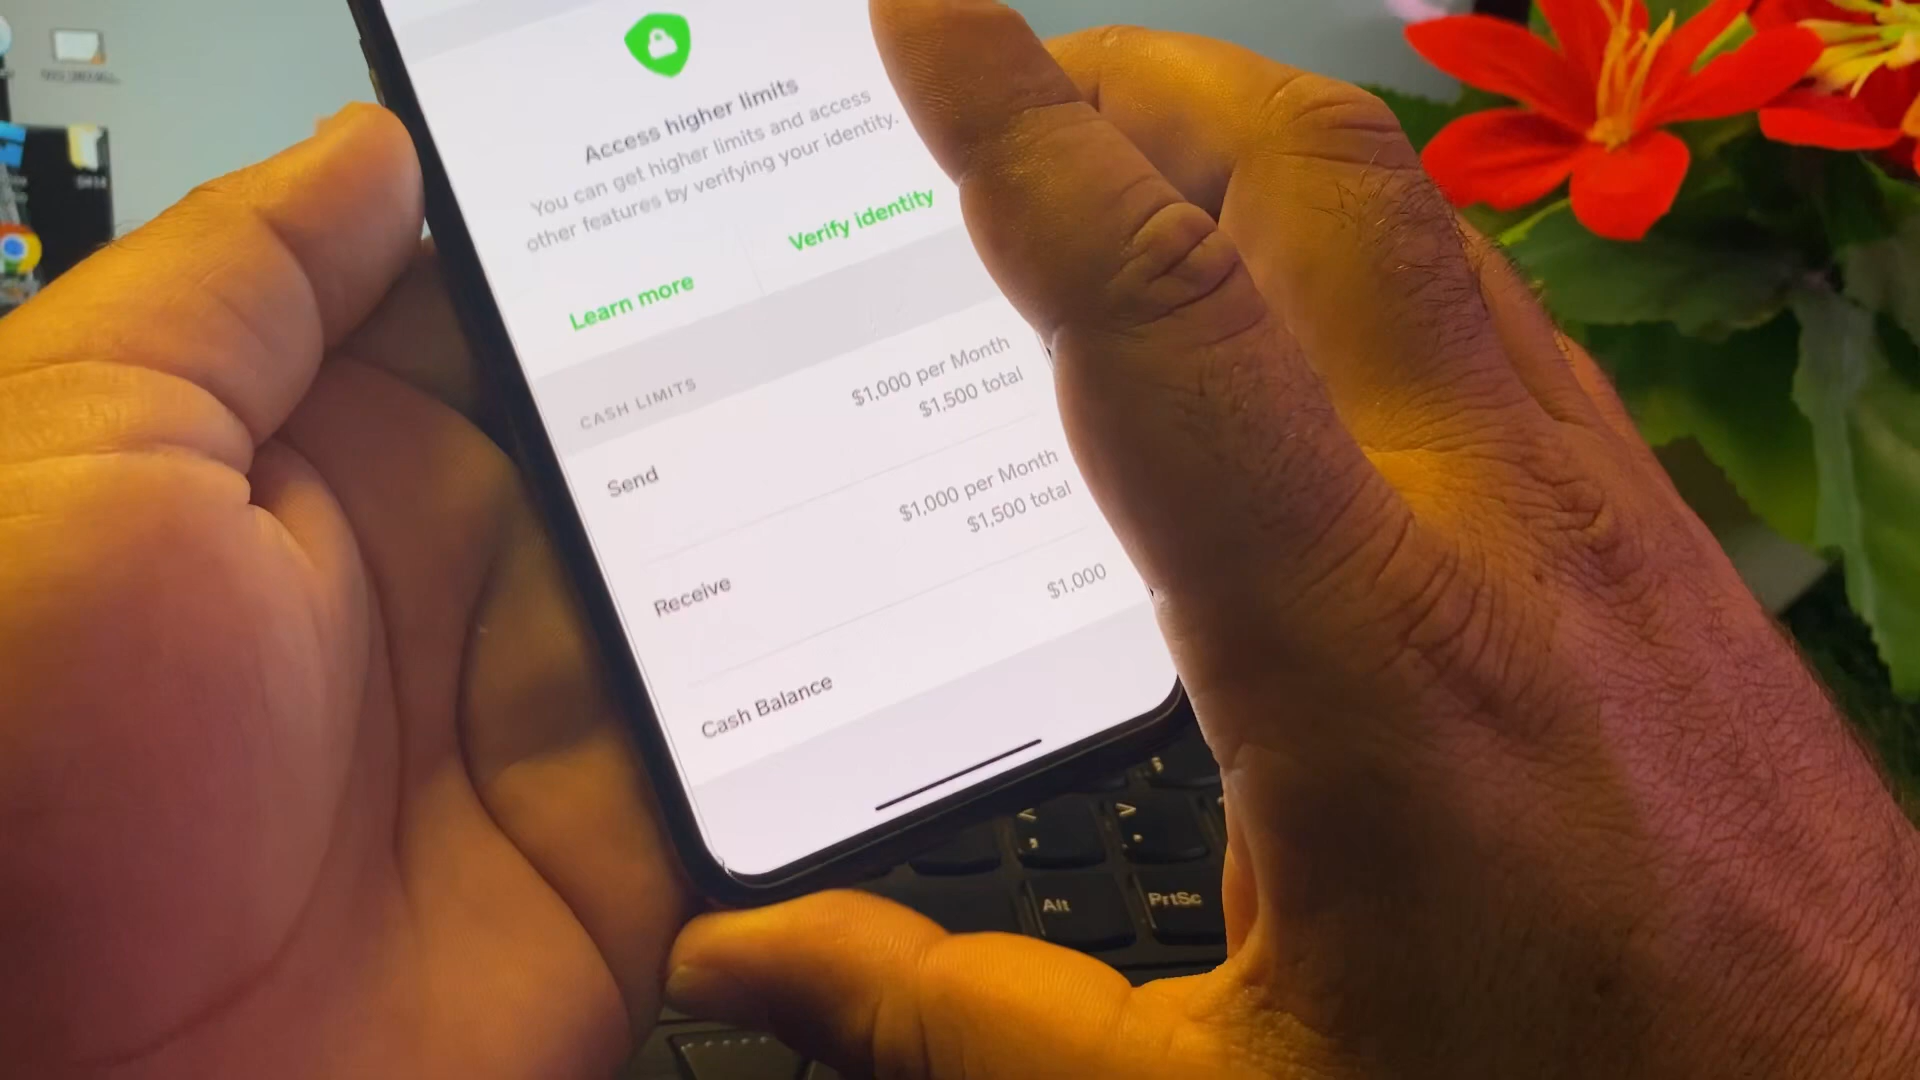 Access higher limits
You can get higher limits and access
other features by verifying your identity.
Learn more
Verify identity
CASH LIMITS
Send
$1,000 per Month
$1,500 total
Receive
$1,000 per Month
$1,500 total
Cash Balance
$1,000
<
,
>
.
Alt
PrtSc